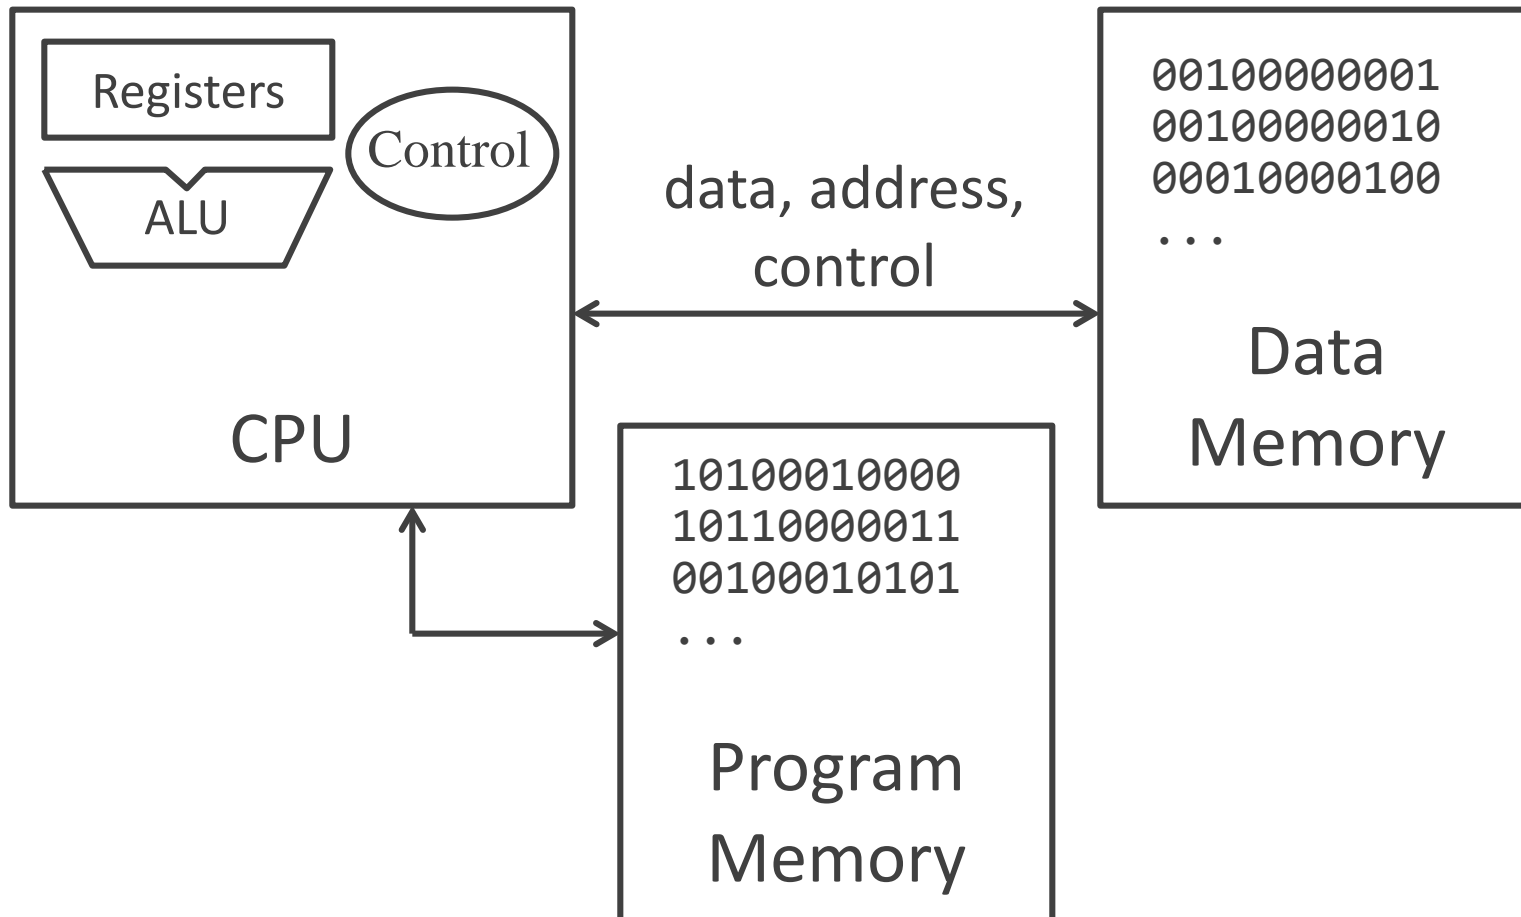 Registers
Control
ALU
CPU
data, address,
control
00100000001
00100000010
00010000100
...
Data
Memory
10100010000
10110000011
00100010101
...
Program
Memory